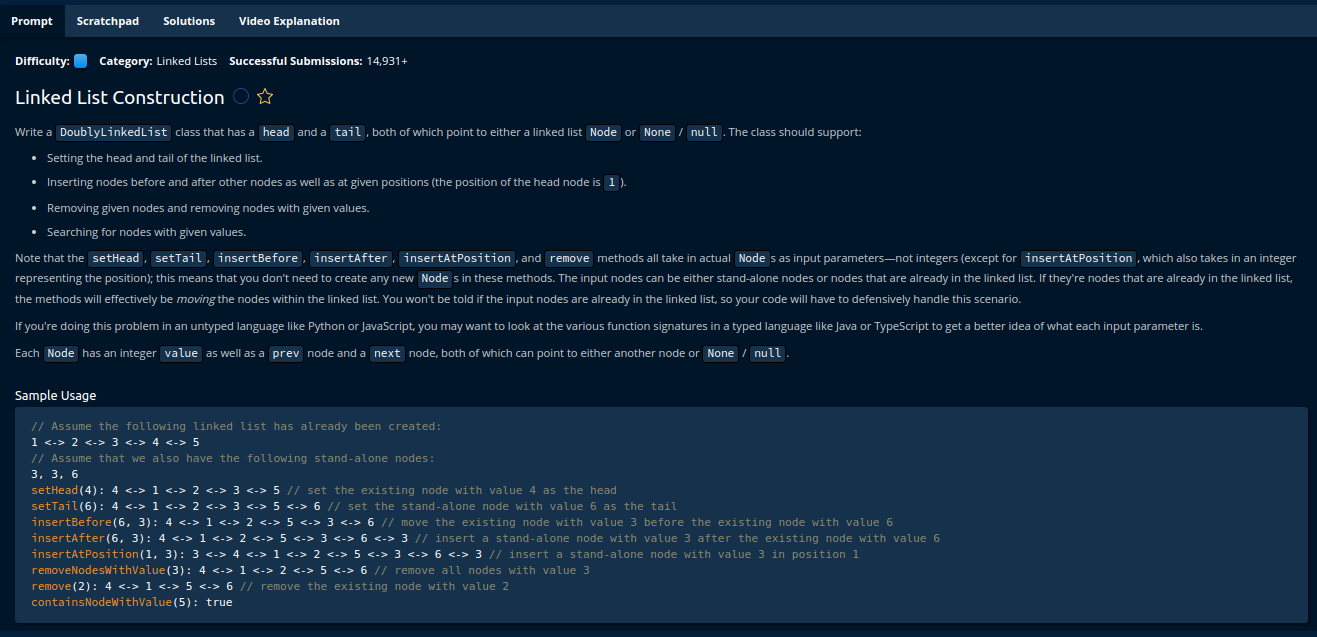 Prompt Scratchpad Solutions Video Explanation
Difficulty: Category: Linked Lists Successful Submissions: 14,931+
Linked List Construction
Write a DoublyLinkedList class that has a head and a tail, both of which point to either a linked list Node or None / null. The class should support:
• Setting the head and tail of the linked list.
• Inserting nodes before and after other nodes as well as at given positions (the position of the head node is 1).
• Removing given nodes and removing nodes with given values.
• Searching for nodes with given values.
Note that the setHead, setTail, insertBefore, insertAfter, insertAtPosition, and remove methods all take in actual Node s as input parameters—not integers (except for insertAtPosition, which also takes in an integer
representing the position); this means that you don't need to create any new Node s in these methods. The input nodes can be either stand-alone nodes or nodes that are already in the linked list. If they're nodes that are already in the linked list,
the methods will effectively be moving the nodes within the linked list. You won't be told if the input nodes are already in the linked list, so your code will have to defensively handle this scenario.
If you're doing this problem in an untyped language like Python or JavaScript, you may want to look at the various function signatures in a typed language like Java or TypeScript to get a better idea of what each input parameter is.
Each Node has an integer value as well as a prev node and a next node, both of which can point to either another node or None / null.
Sample Usage
// Assume the following linked list has already been created:
1 <-> 2 <-> 3 <-> 4 <-> 5
// Assume that we also have the following stand-alone nodes:
3, 3, 6
setHead(4): 4 <-> 1 <-> 2 <-> 3 <-> 5 // set the existing node with value 4 as the head
setTail(6): 4 <-> 1 <-> 2 <-> 3 <-> 5 <-> 6 // set the stand-alone node with value 6 as the tail
insertBefore(6, 3): 4 <-> 1 <-> 2 <-> 5 <-> 3 <-> 6 // move the existing node with value 3 before the existing node with value 6
insertAfter(6, 3): 4 <-> 1 <-> 2 <-> 5 <-> 3 <-> 6 <-> 3 // insert a stand-alone node with value 3 after the existing node with value 6
insertAtPosition(1, 3): 3 <-> 4 <-> 1 <-> 2 <-> 5 <-> 3 <-> 6 <-> 3 // insert a stand-alone node with value 3 in position 1
removeNodesWithValue(3): 4 <-> 1 <-> 2 <-> 5 <-> 6 // remove all nodes with value 3
remove(2): 4 <-> 1 <-> 5 <-> 6 // remove the existing node with value 2
containsNodeWithValue(5): true